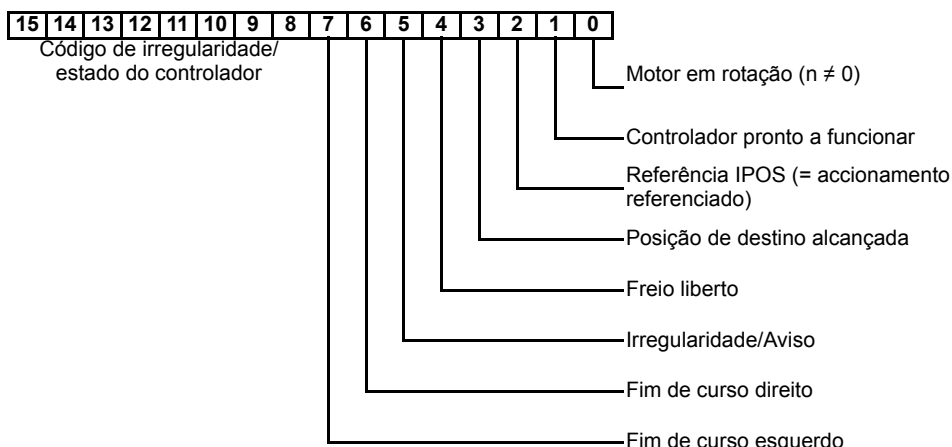 15 14 13 12 11 10 9 8 7 6 5 4 3 2 1 0
Código de irregularidade/
estado do controlador
Motor em rotação (n ≠ 0)
Controlador pronto a funcionar
Referência IPOS (= accionamento
referenciado)
Posição de destino alcançada
Freio liberto
Irregularidade/Aviso
Fim de curso direito
Fim de curso esquerdo